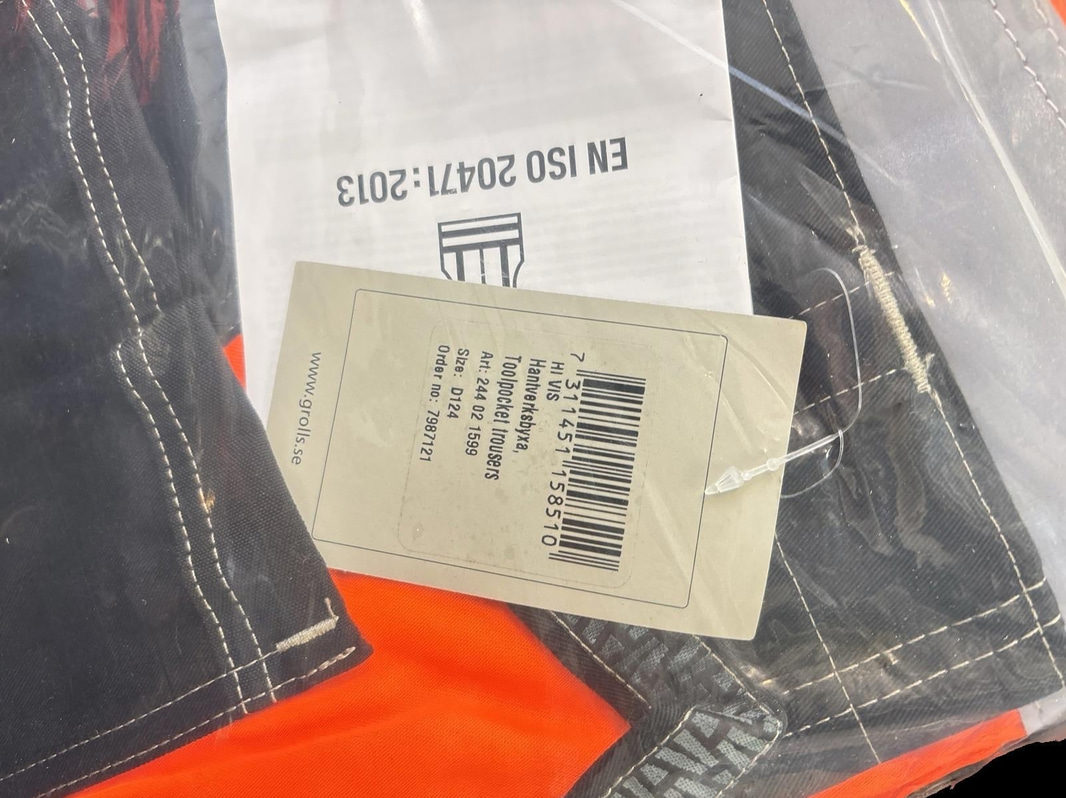 EN ISO 20471:2013
7 311451 158510
HI VIS
Hantverksbyxa,
Toolpocket trousers
Art: 244 02 1599
Size: D124
Order no: 7987121
www.grolls.se